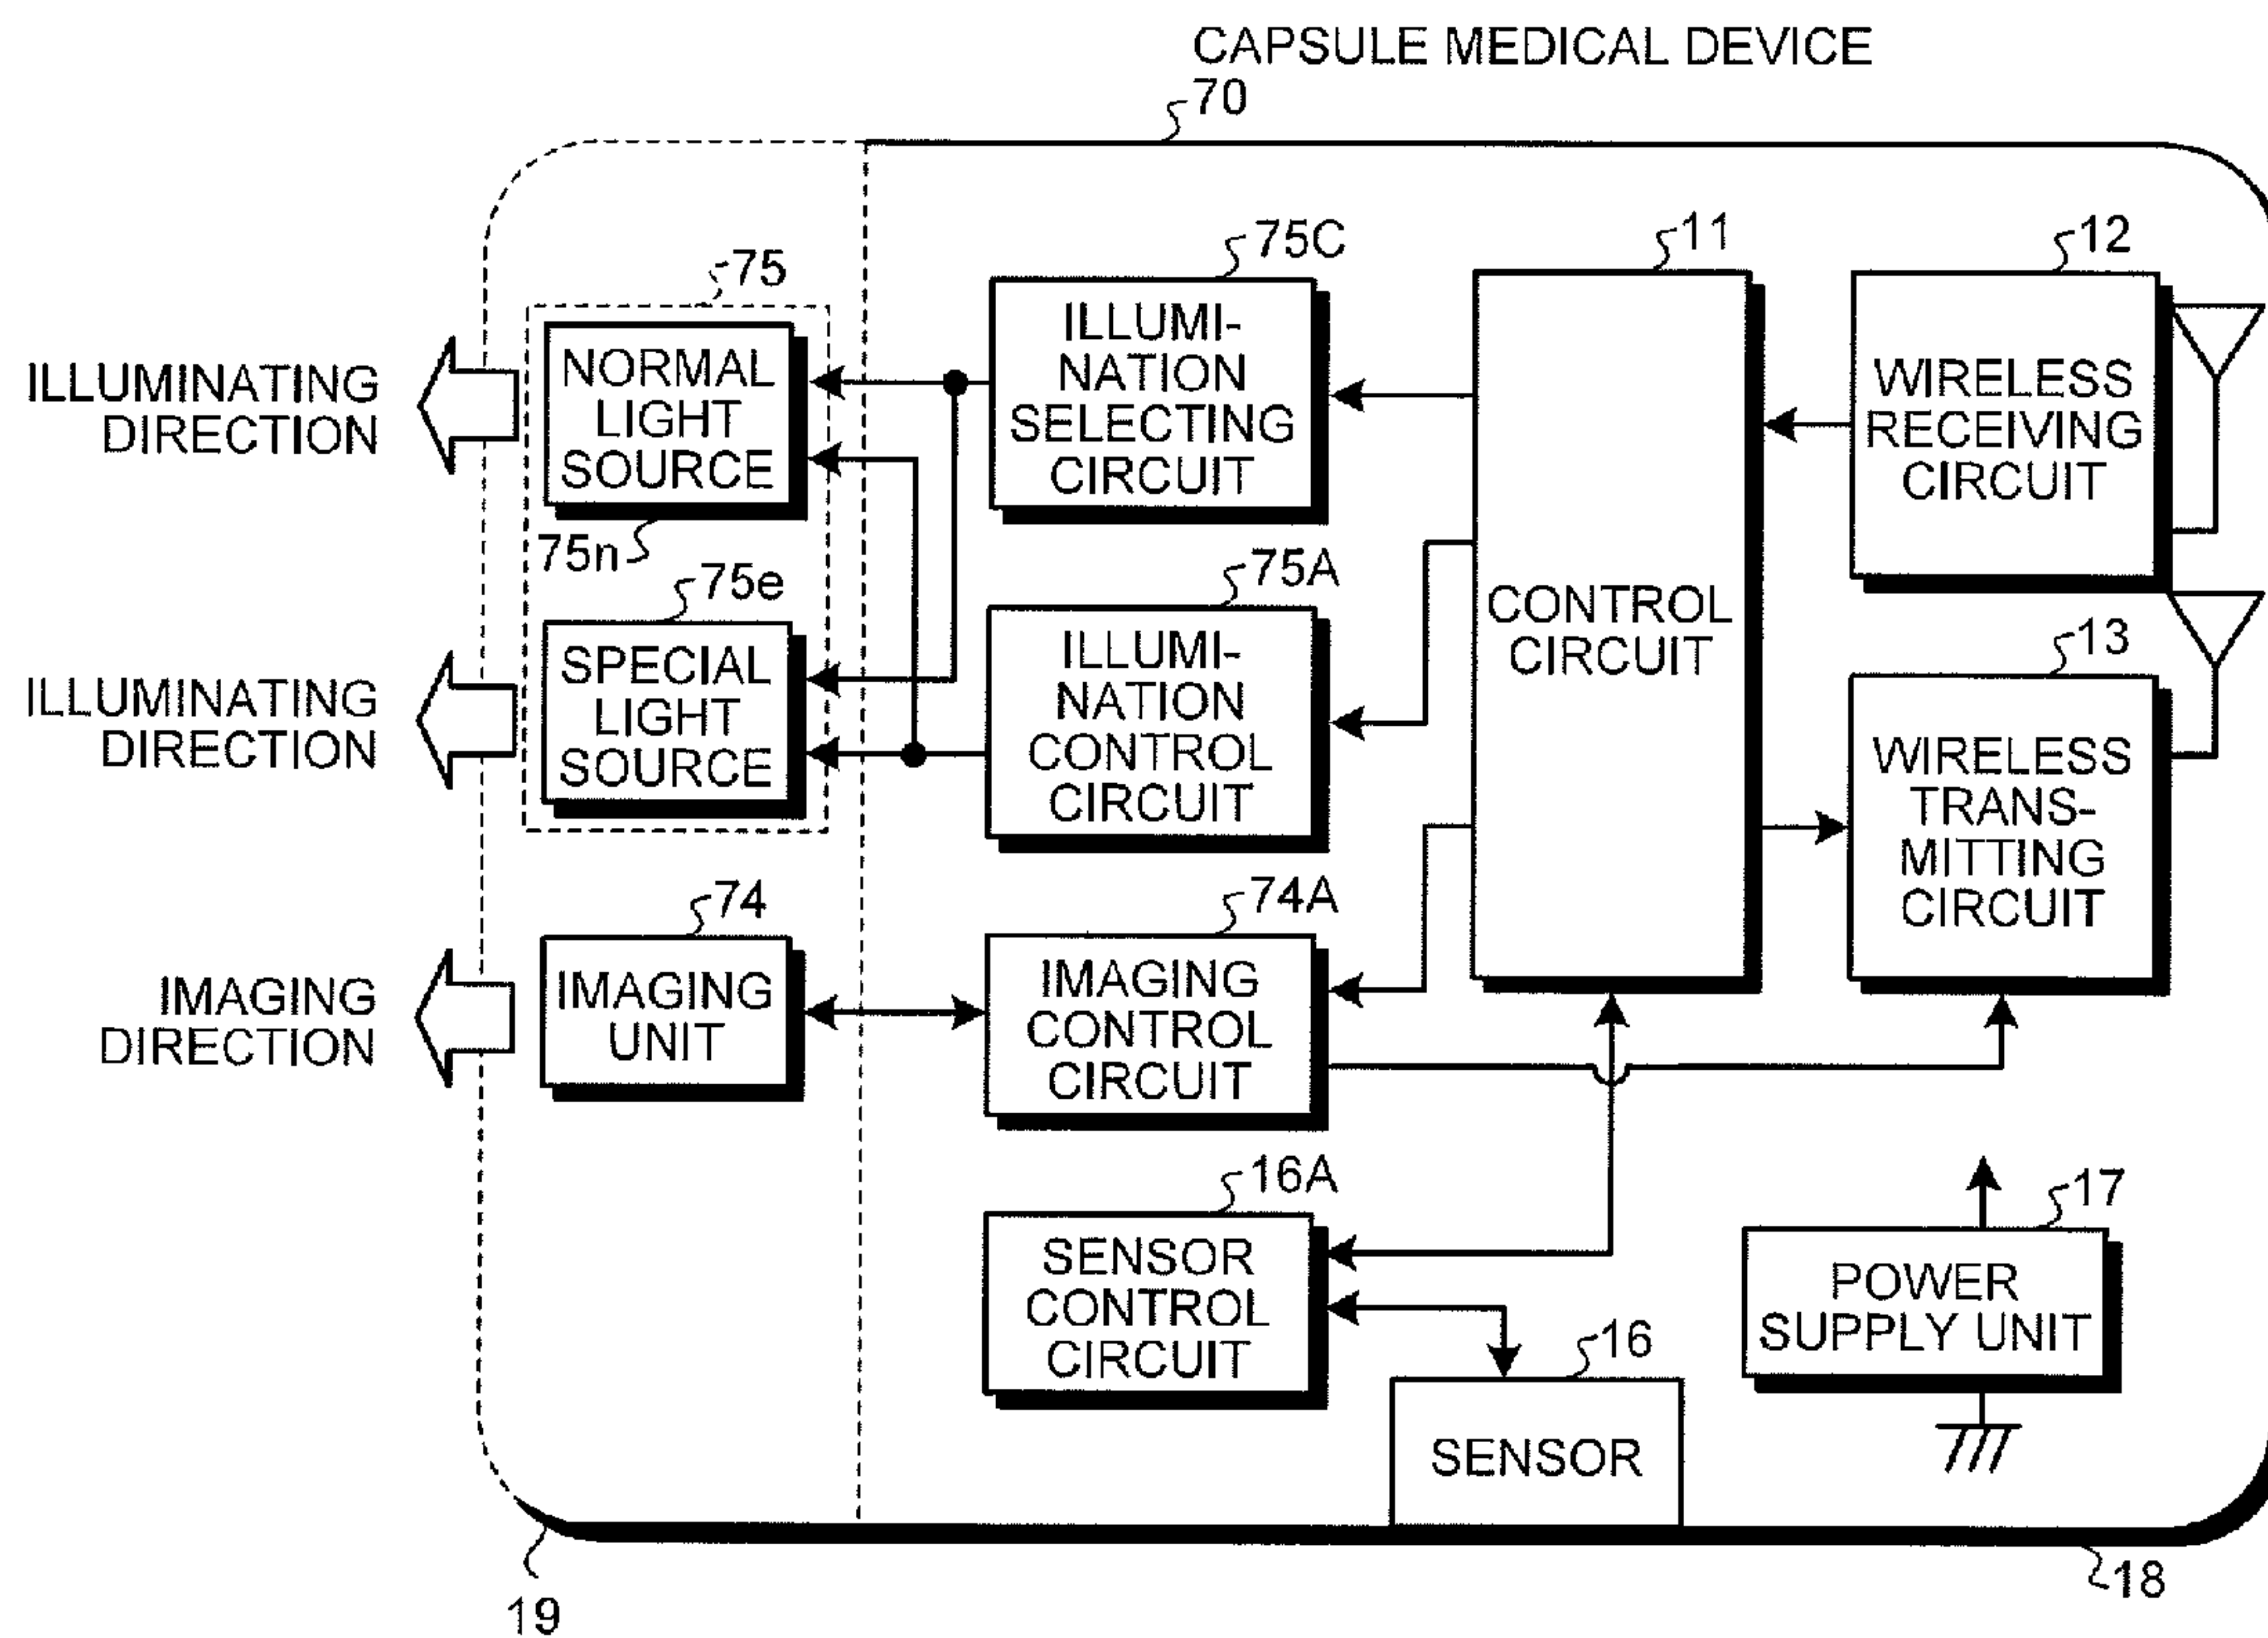 CAPSULE MEDICAL DEVICE
70
75C
11
12
75
ILLUMINATING
DIRECTION
NORMAL
LIGHT
SOURCE
75n
ILLUMI-
NATION
SELECTING
CIRCUIT
WIRELESS
RECEIVING
CIRCUIT
75e
75A
CONTROL
CIRCUIT
13
ILLUMINATING
DIRECTION
SPECIAL
LIGHT
SOURCE
ILLUMI-
NATION
CONTROL
CIRCUIT
WIRELESS
TRANS-
MITTING
CIRCUIT
74
74A
IMAGING
DIRECTION
IMAGING
UNIT
IMAGING
CONTROL
CIRCUIT
16A
17
SENSOR
CONTROL
CIRCUIT
POWER
SUPPLY UNIT
16
SENSOR
19
18